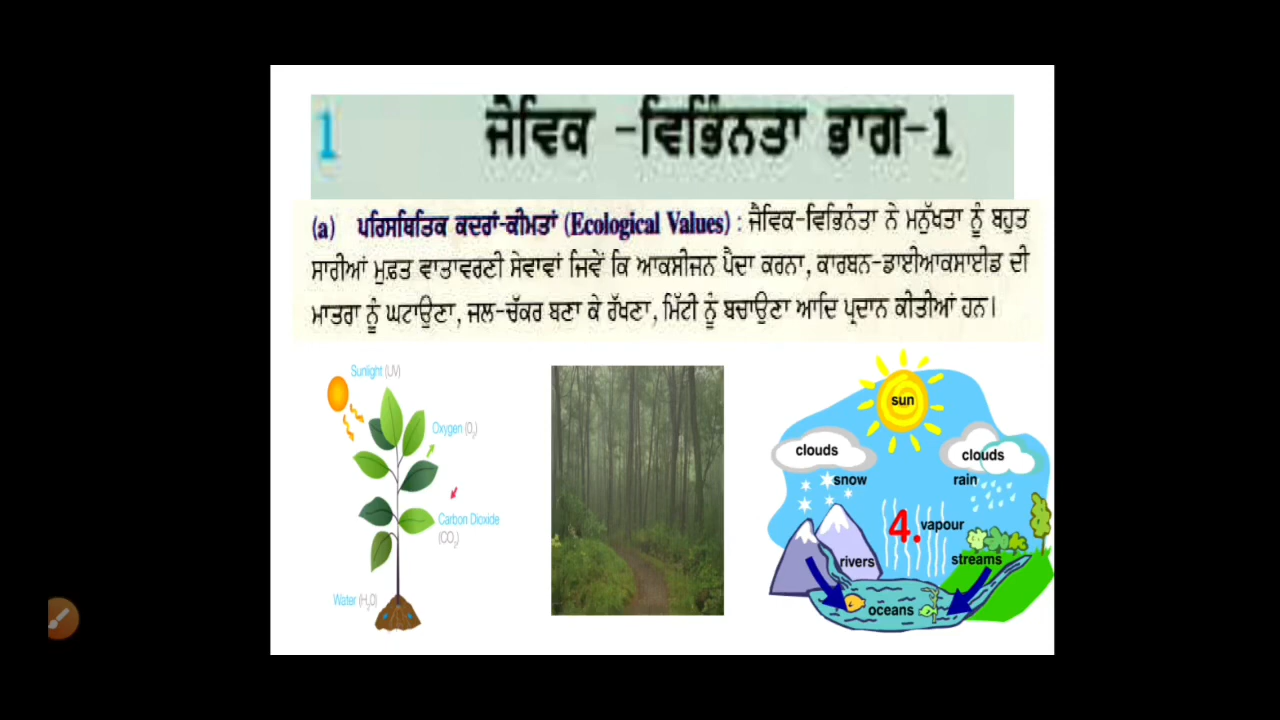 1 ਜੈਵਿਕ -ਵਿਭਿੰਨਤਾ ਭਾਗ-1
(a) ਪਰਿਸਥਿਤਿਕ ਕਦਰਾਂ-ਕੀਮਤਾਂ (Ecological Values) : ਜੈਵਿਕ-ਵਿਭਿਨੰਤਾ ਨੇ ਮਨੁੱਖਤਾ ਨੂੰ ਬਹੁਤ
ਸਾਰੀਆਂ ਮੁਫ਼ਤ ਵਾਤਾਵਰਣੀ ਸੇਵਾਵਾਂ ਜਿਵੇਂ ਕਿ ਆਕਸੀਜਨ ਪੈਦਾ ਕਰਨਾ, ਕਾਰਬਨ-ਡਾਈਆਕਸਾਈਡ ਦੀ
ਮਾਤਰਾ ਨੂੰ ਘਟਾਉਣਾ, ਜਲ-ਚੱਕਰ ਬਣਾ ਕੇ ਰੱਖਣਾ, ਮਿੱਟੀ ਨੂੰ ਬਚਾਉਣਾ ਆਦਿ ਪ੍ਰਦਾਨ ਕੀਤੀਆਂ ਹਨ।
Sunlight (UV)
Oxygen (O₂)
Carbon Dioxide
(CO₂)
Water (H₂O)
sun
clouds
clouds
snow
rain
4.
vapour
rivers
streams
oceans